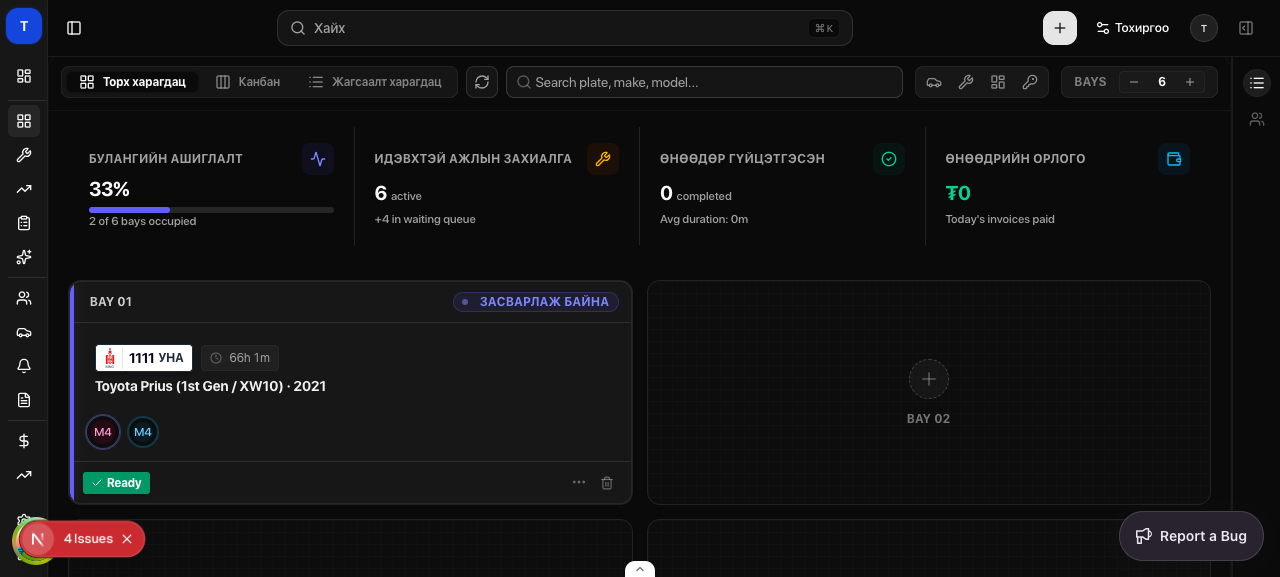 T
Хайх
⌘ K
Тохиргоо
T
Торх харагдац
Канбан
Жагсаалт харагдац
Search plate, make, model...
BAYS
6
БУЛАНГИЙН АШИГЛАЛТ
33%
2 of 6 bays occupied
ИДЭВХТЭЙ АЖЛЫН ЗАХИАЛГА
6 active
+4 in waiting queue
ӨНӨӨДӨР ГҮЙЦЭТГЭСЭН
0 completed
Avg duration: 0m
ӨНӨӨДРИЙН ОРЛОГО
₮0
Today's invoices paid
BAY 01
ЗАСВАРЛАЖ БАЙНА
1111 УНА
66h 1m
Toyota Prius (1st Gen / XW10) · 2021
M4
M4
Ready
BAY 02
N
4 Issues
Report a Bug